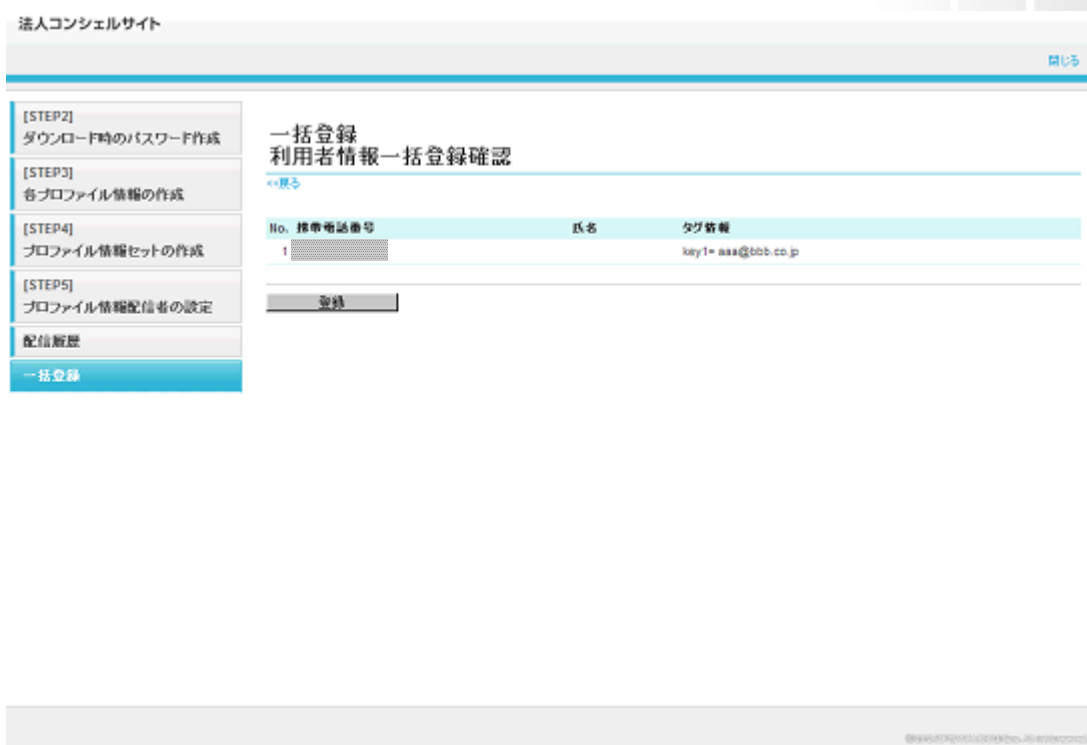 法人コンシェルサイト
閉じる
[STEP2]
ダウンロード時のパスワード作成
[STEP3]
各プロファイル情報の作成
[STEP4]
プロファイル情報セットの作成
[STEP5]
プロファイル情報配信者の設定
配信履歴
一括登録
一括登録
利用者情報一括登録確認
<<戻る
No. 携帯電話番号 氏名 タグ情報
1 key1= aaa@bbb.co.jp
登録